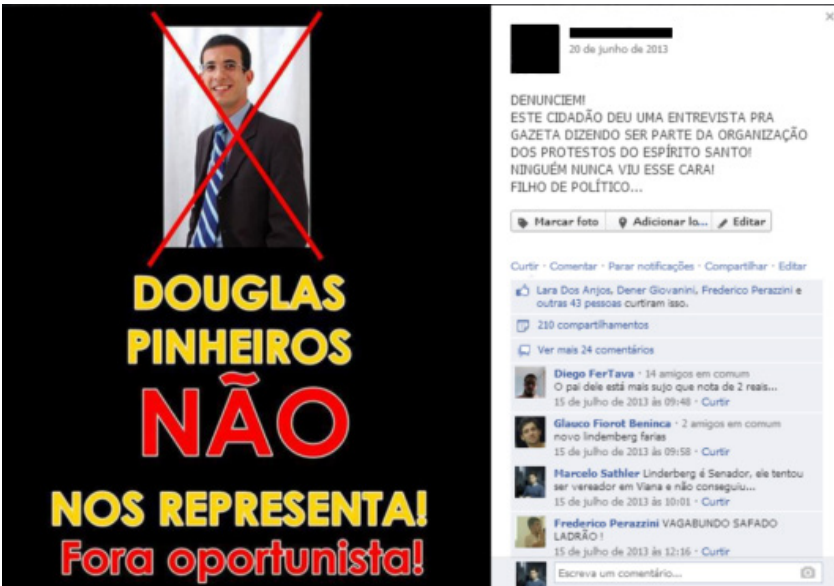 DOUGLAS
PINHEIROS
NÃO
NOS REPRESENTA!
Fora oportunista!
×
20 de junho de 2013
DENUNCIEM!
ESTE CIDADÃO DEU UMA ENTREVISTA PRA
GAZETA DIZENDO SER PARTE DA ORGANIZAÇÃO
DOS PROTESTOS DO ESPÍRITO SANTO!
NINGUÉM NUNCA VIU ESSE CARA!
FILHO DE POLÍTICO...
Marcar foto Adicionar lo... Editar
Curtir · Comentar · Parar notificações · Compartilhar · Editar
Lara Dos Anjos, Dener Giovanini, Frederico Perazzini e
outras 43 pessoas curtiram isso.
210 compartilhamentos
Ver mais 24 comentários
Diego FerTava · 14 amigos em comum
O pai dele está mais sujo que nota de 2 reais...
15 de julho de 2013 às 09:48 · Curtir
Glauco Fiorot Beninca · 2 amigos em comum
novo lindemberg farias
15 de julho de 2013 às 09:58 · Curtir
Marcelo Sathler Linderberg é Senador, ele tentou
ser vereador em Viana e não conseguiu...
15 de julho de 2013 às 10:01 · Curtir
Frederico Perazzini VAGABUNDO SAFADO
LADRÃO !
15 de julho de 2013 às 12:16 · Curtir
Escreva um comentário...